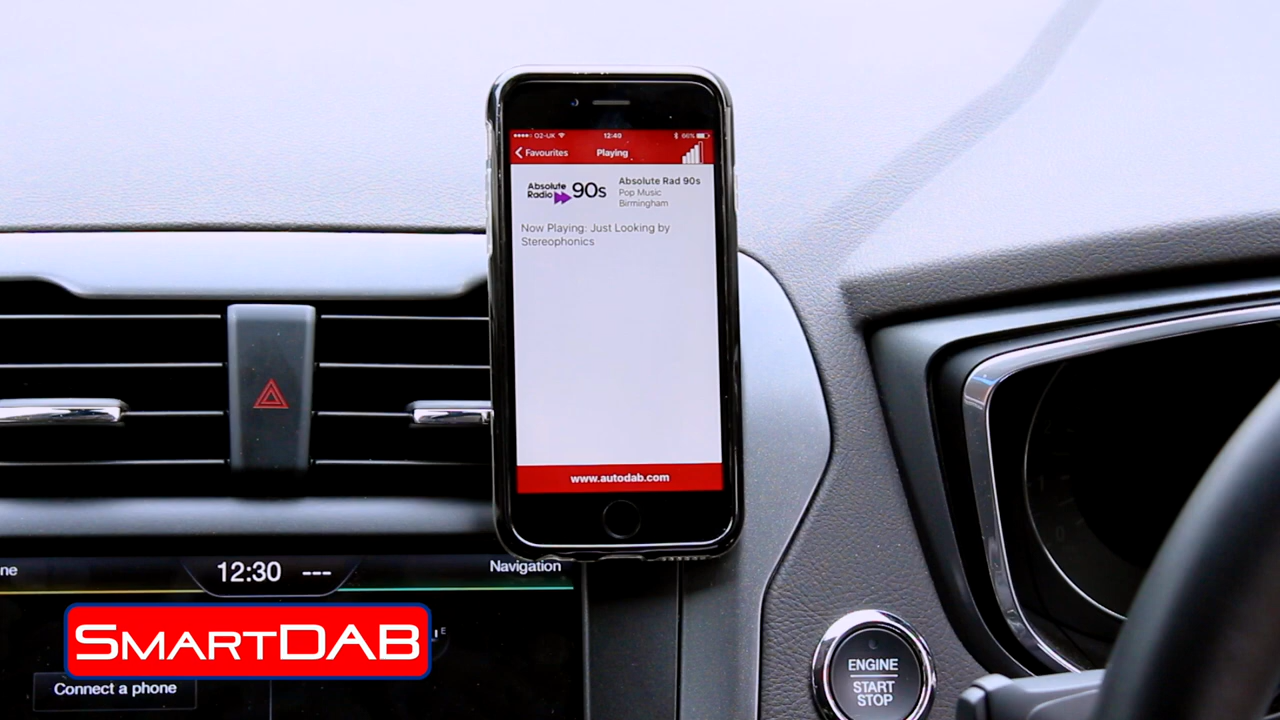 O2-UK 12:40 66%
Favourites Playing
Absolute Radio 90s
Absolute Rad 90s
Pop Music
Birmingham
Now Playing: Just Looking by
Stereophonics
www.autodab.com
12:30 ---
Navigation
SMARTDAB
E
Connect a phone
ENGINE
START
STOP